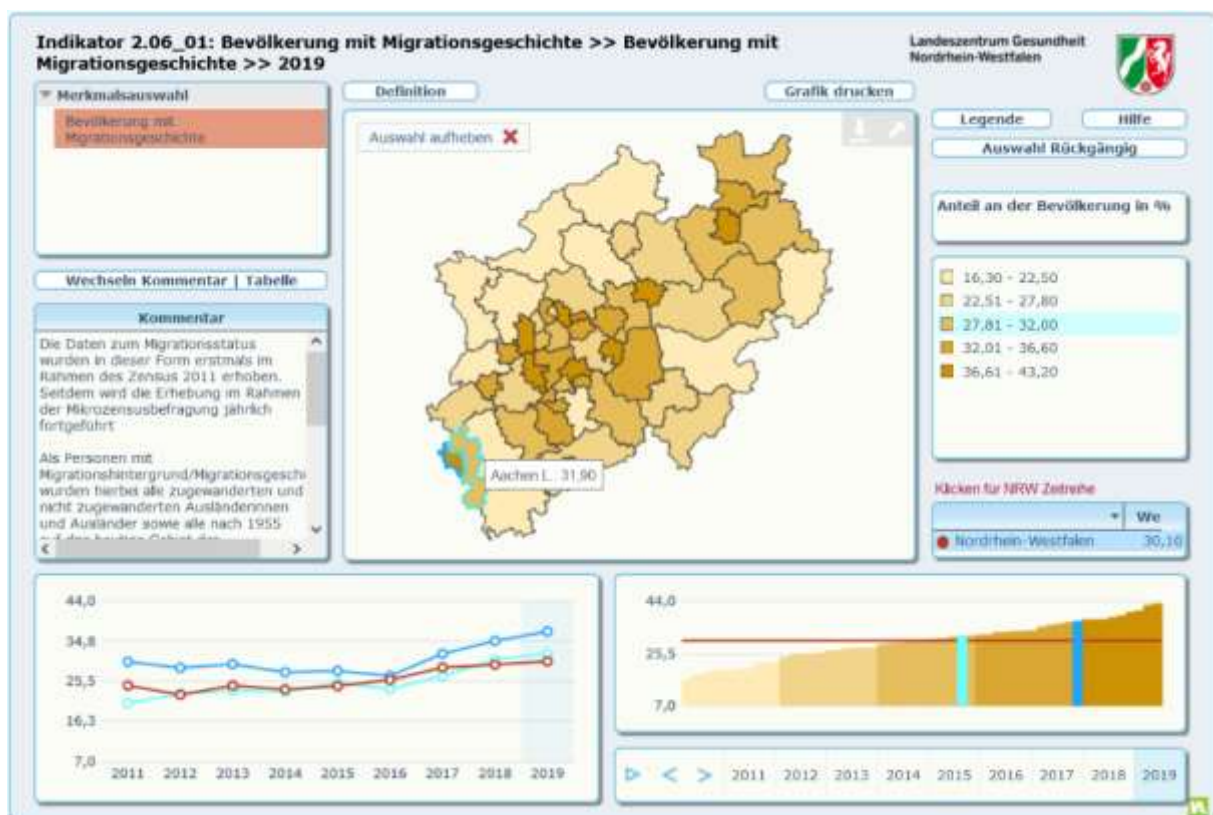 Indikator 2.06_01: Bevölkerung mit Migrationsgeschichte >> Bevölkerung mit
Migrationsgeschichte >> 2019
Landeszentrum Gesundheit
Nordrhein-Westfalen
Merkmalsauswahl
Bevölkerung mit
Migrationsgeschichte
Definition
Grafik drucken
Auswahl aufheben
Legende
Hilfe
Auswahl Rückgängig
Anteil an der Bevölkerung in %
16,30 - 22,50
22,51 - 27,80
27,81 - 32,00
32,01 - 36,60
36,61 - 43,20
Wechseln Kommentar | Tabelle
Kommentar
Die Daten zum Migrationsstatus
wurden in dieser Form erstmals im
Rahmen des Zensus 2011 erhoben.
Seitdem wird die Erhebung im Rahmen
der Mikrozensusbefragung jährlich
fortgeführt
Als Personen mit
Migrationshintergrund/Migrationsgeschi
wurden hierbei alle zugewanderten und
nicht zugewanderten Ausländerinnen
und Ausländer sowie alle nach 1955
auf das heutige Gebiet der
Aachen L. 31,90
Klicken für NRW Zeitreihe
We
Nordrhein-Westfalen 30,10
44,0
34,8
25,5
16,3
7,0
2011 2012 2013 2014 2015 2016 2017 2018 2019
44,0
25,5
7,0
2011 2012 2013 2014 2015 2016 2017 2018 2019